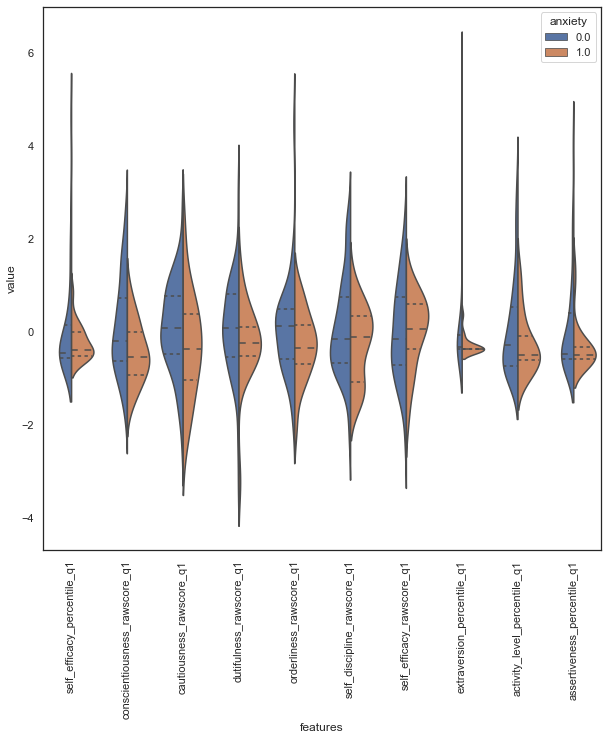 anxiety
0.0
1.0
6
4
2
0
−2
−4
value
self_efficacy_percentile_q1
conscientiousness_rawscore_q1
cautiousness_rawscore_q1
dutifulness_rawscore_q1
orderliness_rawscore_q1
self_discipline_rawscore_q1
self_efficacy_rawscore_q1
extraversion_percentile_q1
activity_level_percentile_q1
assertiveness_percentile_q1
features